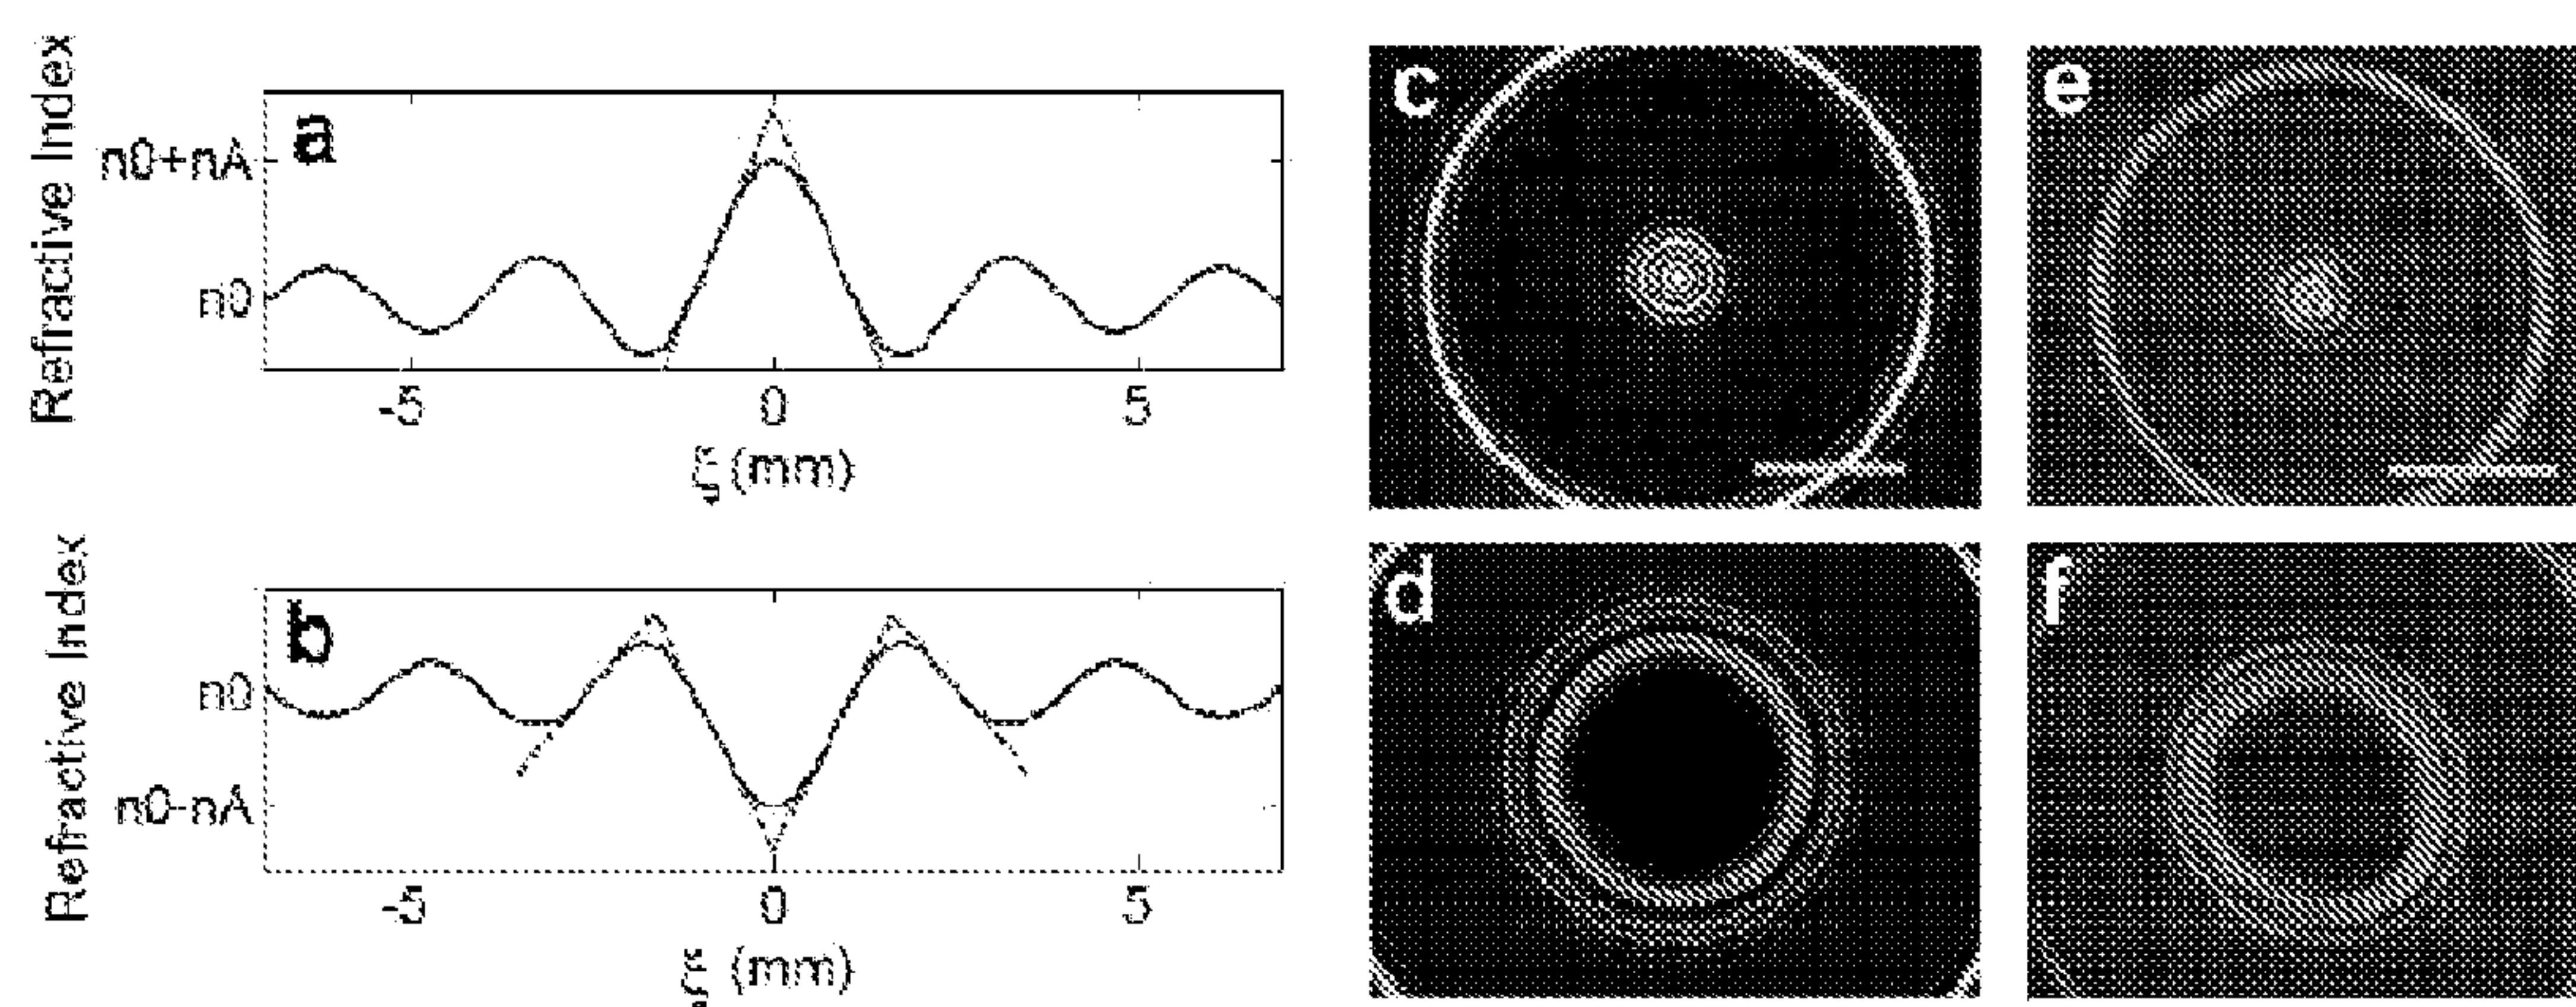 Refractive Index
a
n0+nA
n0
-5 0 5
ξ (mm)
Refractive Index
b
n0
n0-nA
-5 0 5
ξ (mm)
c
e
d
f